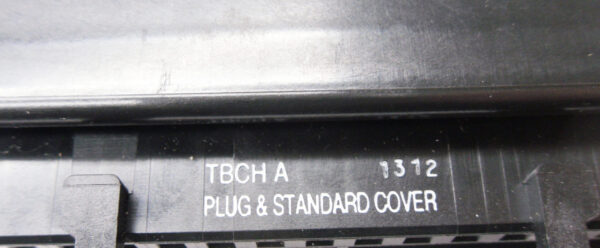 TBCH A 1312
PLUG & STANDARD COVER